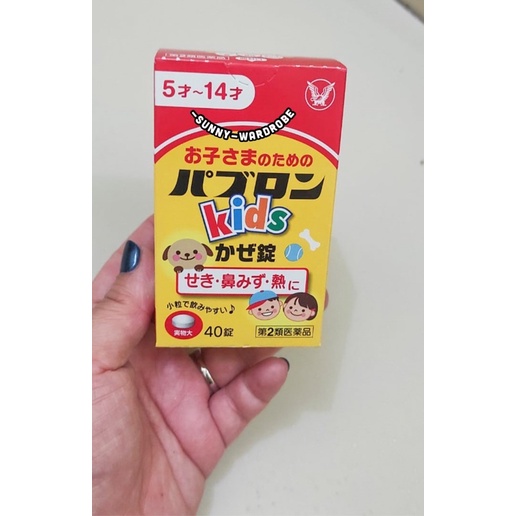 5才～14才
-SUNNY-WARDROBE
お子さまのための
パブロン
kids
かぜ錠
せき・鼻みず・熱に
小粒で飲みやすい♪
実物大
40錠
第2類医薬品